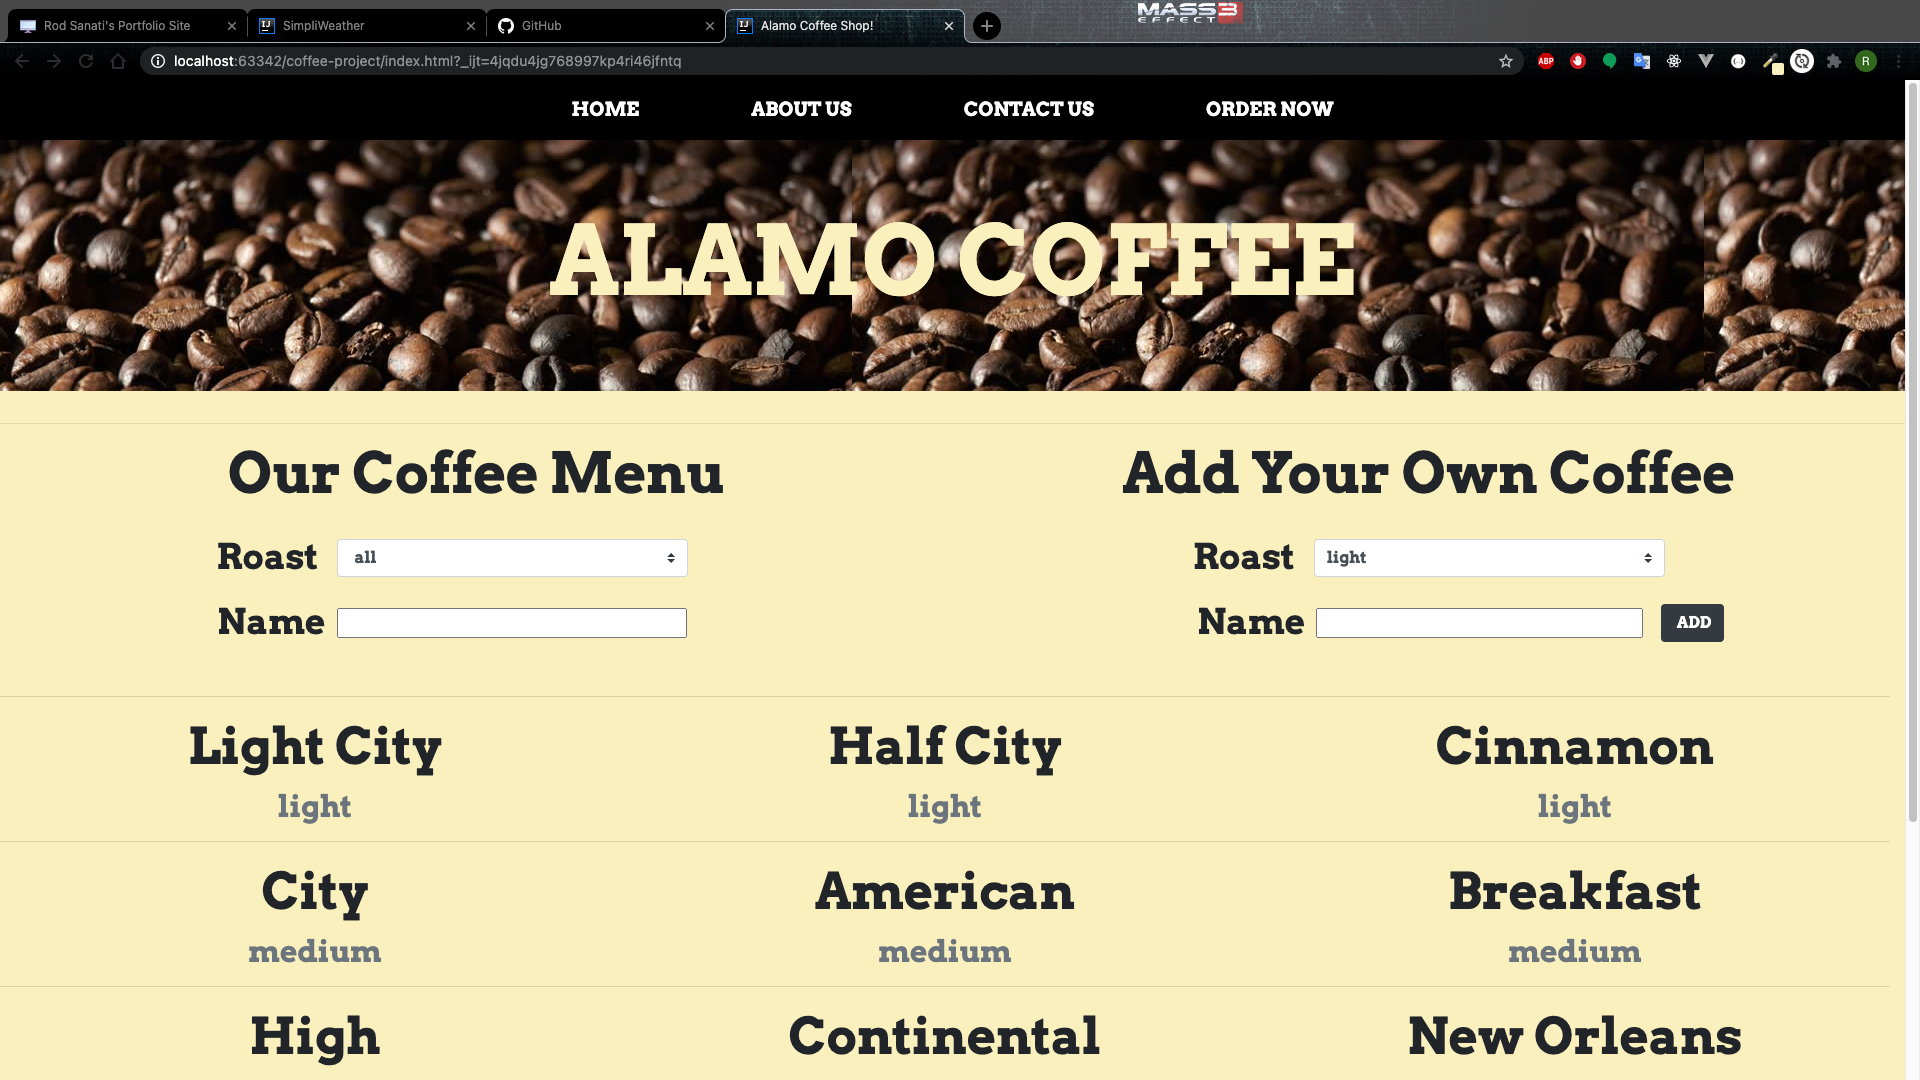 MASS 3
EFFECT
Rod Sanati's Portfolio Site
SimpliWeather
GitHub
Alamo Coffee Shop!
localhost:63342/coffee-project/index.html?_ijt=4jqdu4jg768997kp4ri46jfntq
ABP
R
HOME ABOUT US CONTACT US ORDER NOW
ALAMO COFFEE
Our Coffee Menu
Roast all
Name
Add Your Own Coffee
Roast light
Name ADD
Light City Half City Cinnamon
light light light
City American Breakfast
medium medium medium
High Continental New Orleans